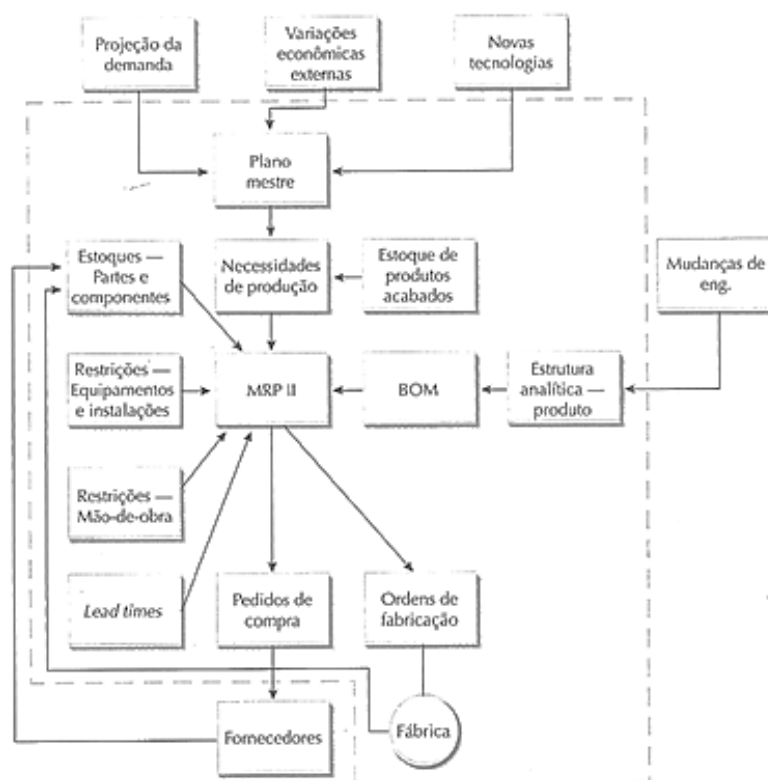 Projeção da
demanda
Variações
econômicas
externas
Novas
tecnologias
Plano
mestre
Estoques —
Partes e
componentes
Necessidades
de produção
Estoque de
produtos
acabados
Mudanças de
eng.
Restrições —
Equipamentos
e instalações
MRP II
BOM
Estrutura
analítica —
produto
Restrições —
Mão-de-obra
Lead times
Pedidos de
compra
Ordens de
fabricação
Fornecedores
Fábrica